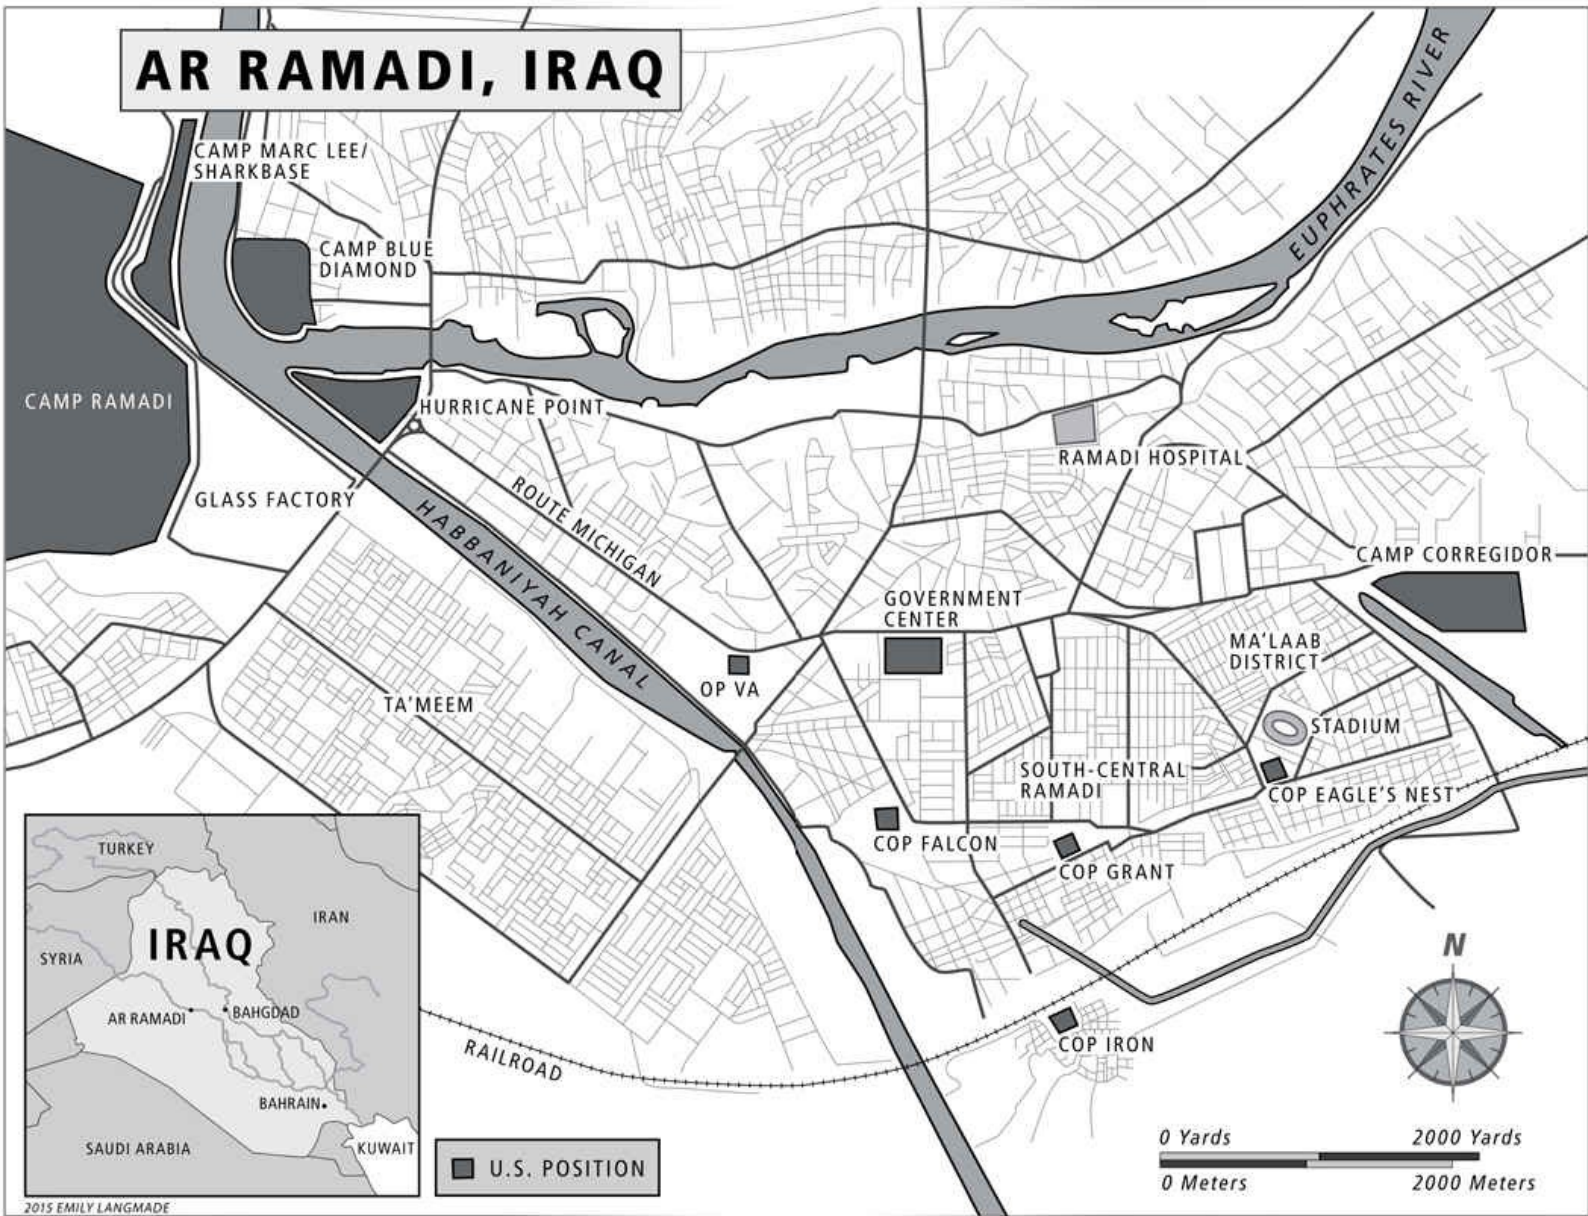 AR RAMADI, IRAQ
EUPHRATES RIVER
CAMP MARC LEE/
SHARKBASE
CAMP BLUE
DIAMOND
CAMP RAMADI
HURRICANE POINT
RAMADI HOSPITAL
GLASS FACTORY
ROUTE MICHIGAN
HABBANIYAH CANAL
CAMP CORREGIDOR
GOVERNMENT
CENTER
MA'LAAB
DISTRICT
OP VA
TA'MEEM
STADIUM
SOUTH-CENTRAL
RAMADI
COP EAGLE'S NEST
COP FALCON
COP GRANT
COP IRON
RAILROAD
TURKEY
IRAN
IRAQ
SYRIA
AR RAMADI
BAHGDAD
BAHRAIN
SAUDI ARABIA
KUWAIT
U.S. POSITION
N
0 Yards 2000 Yards
0 Meters 2000 Meters
2015 EMILY LANGMADE